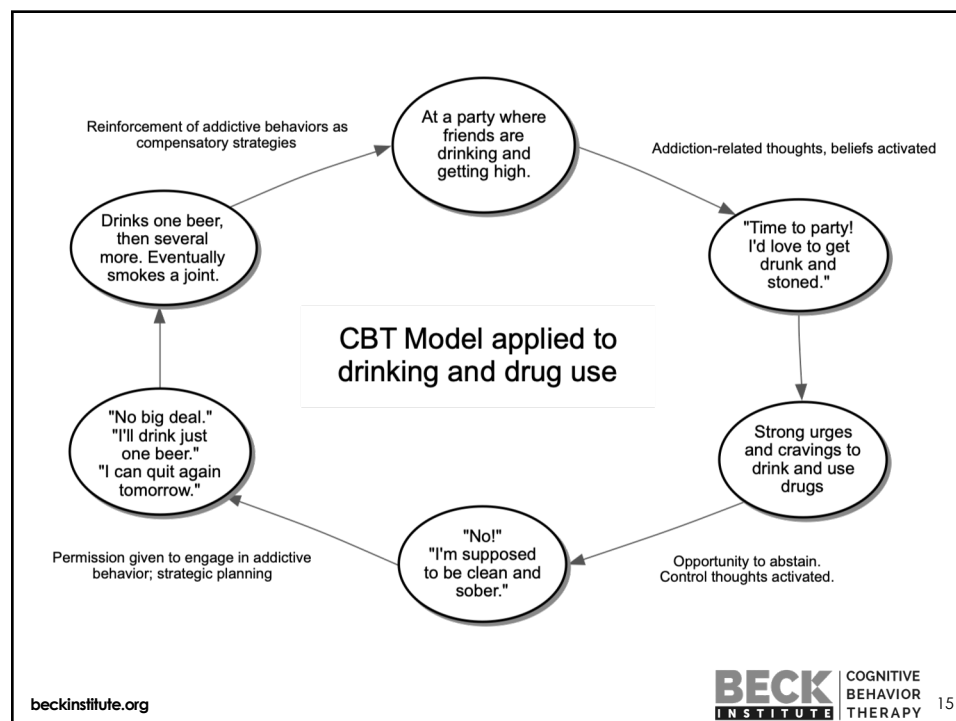 At a party where
friends are
drinking and
getting high.
Addiction-related thoughts, beliefs activated
"Time to party!
I'd love to get
drunk and
stoned."
Strong urges
and cravings to
drink and use
drugs
Opportunity to abstain.
Control thoughts activated.
"No!"
"I'm supposed
to be clean and
sober."
Permission given to engage in addictive
behavior; strategic planning
"No big deal."
"I'll drink just
one beer."
"I can quit again
tomorrow."
Drinks one beer,
then several
more. Eventually
smokes a joint.
Reinforcement of addictive behaviors as
compensatory strategies
CBT Model applied to
drinking and drug use
beckinstitute.org
BECK
INSTITUTE
COGNITIVE
BEHAVIOR
THERAPY
15